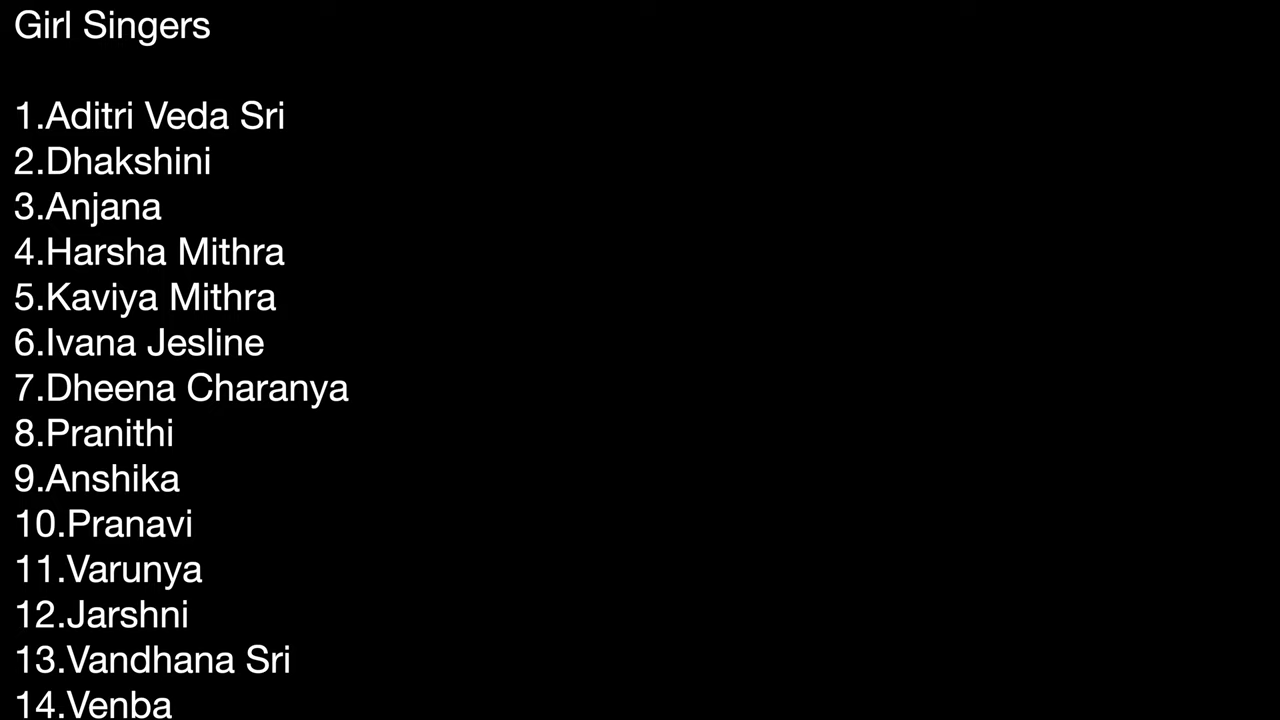 Girl Singers
1.Aditri Veda Sri
2.Dhakshini
3.Anjana
4.Harsha Mithra
5.Kaviya Mithra
6.Ivana Jesline
7.Dheena Charanya
8.Pranithi
9.Anshika
10.Pranavi
11.Varunya
12.Jarshni
13.Vandhana Sri
14.Venba